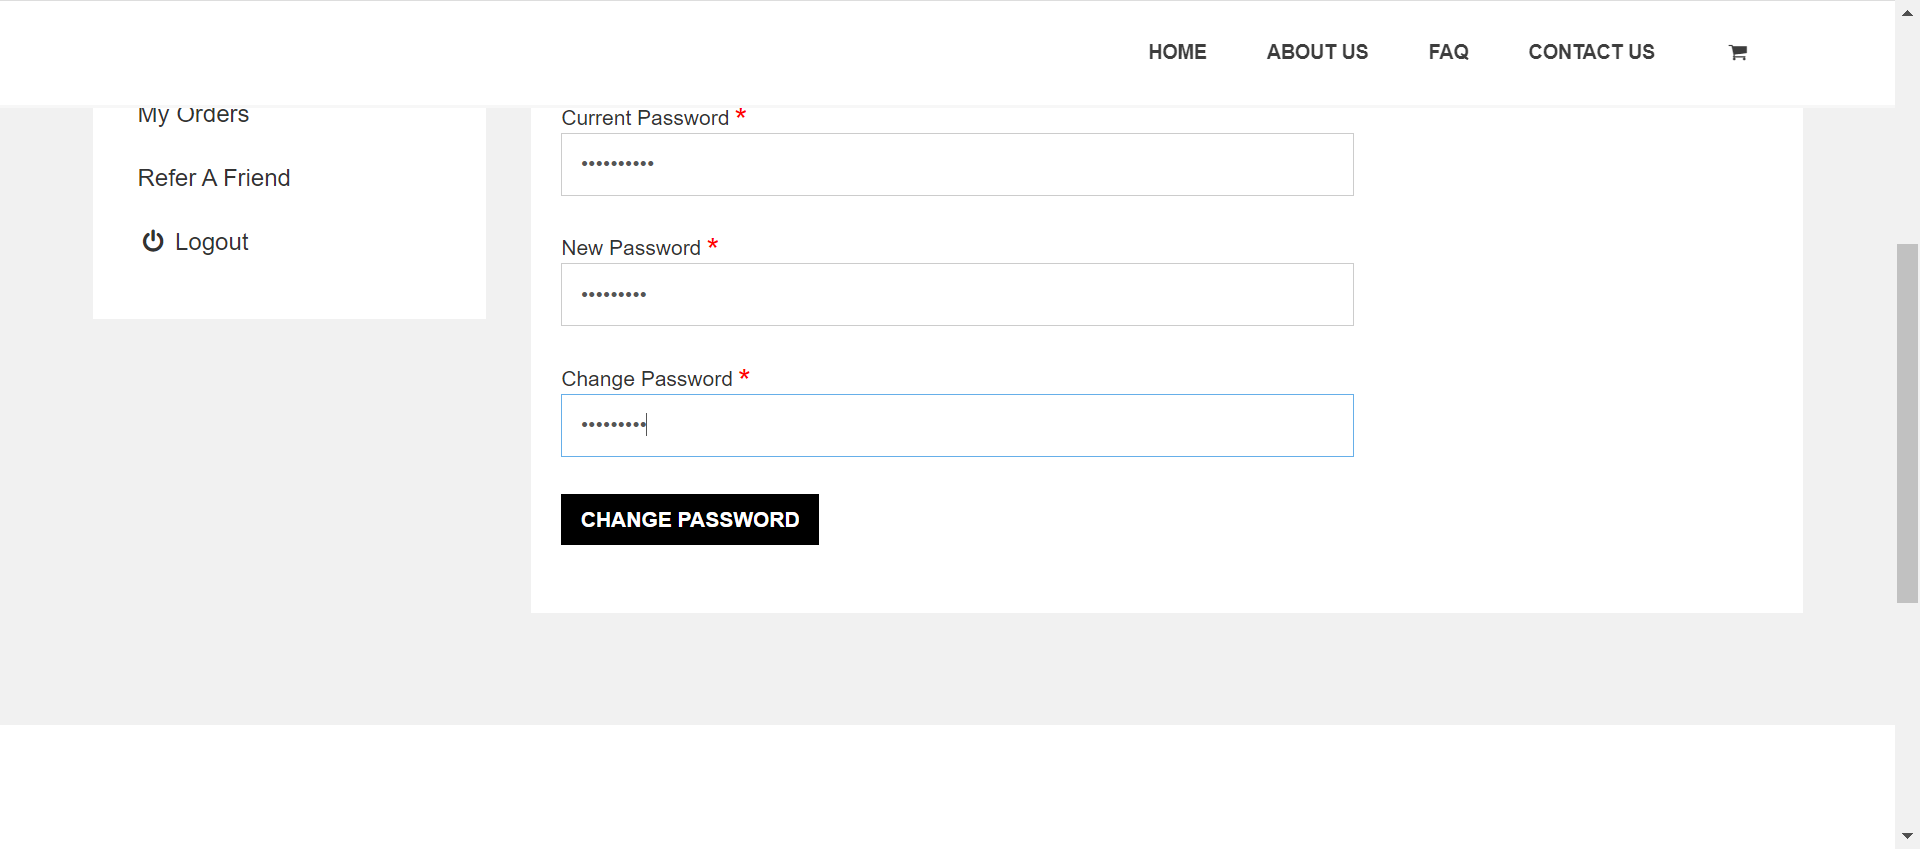 HOME ABOUT US FAQ CONTACT US
My Orders
Refer A Friend
Logout
Current Password *
••••••••••
New Password *
•••••••••
Change Password *
•••••••••
CHANGE PASSWORD